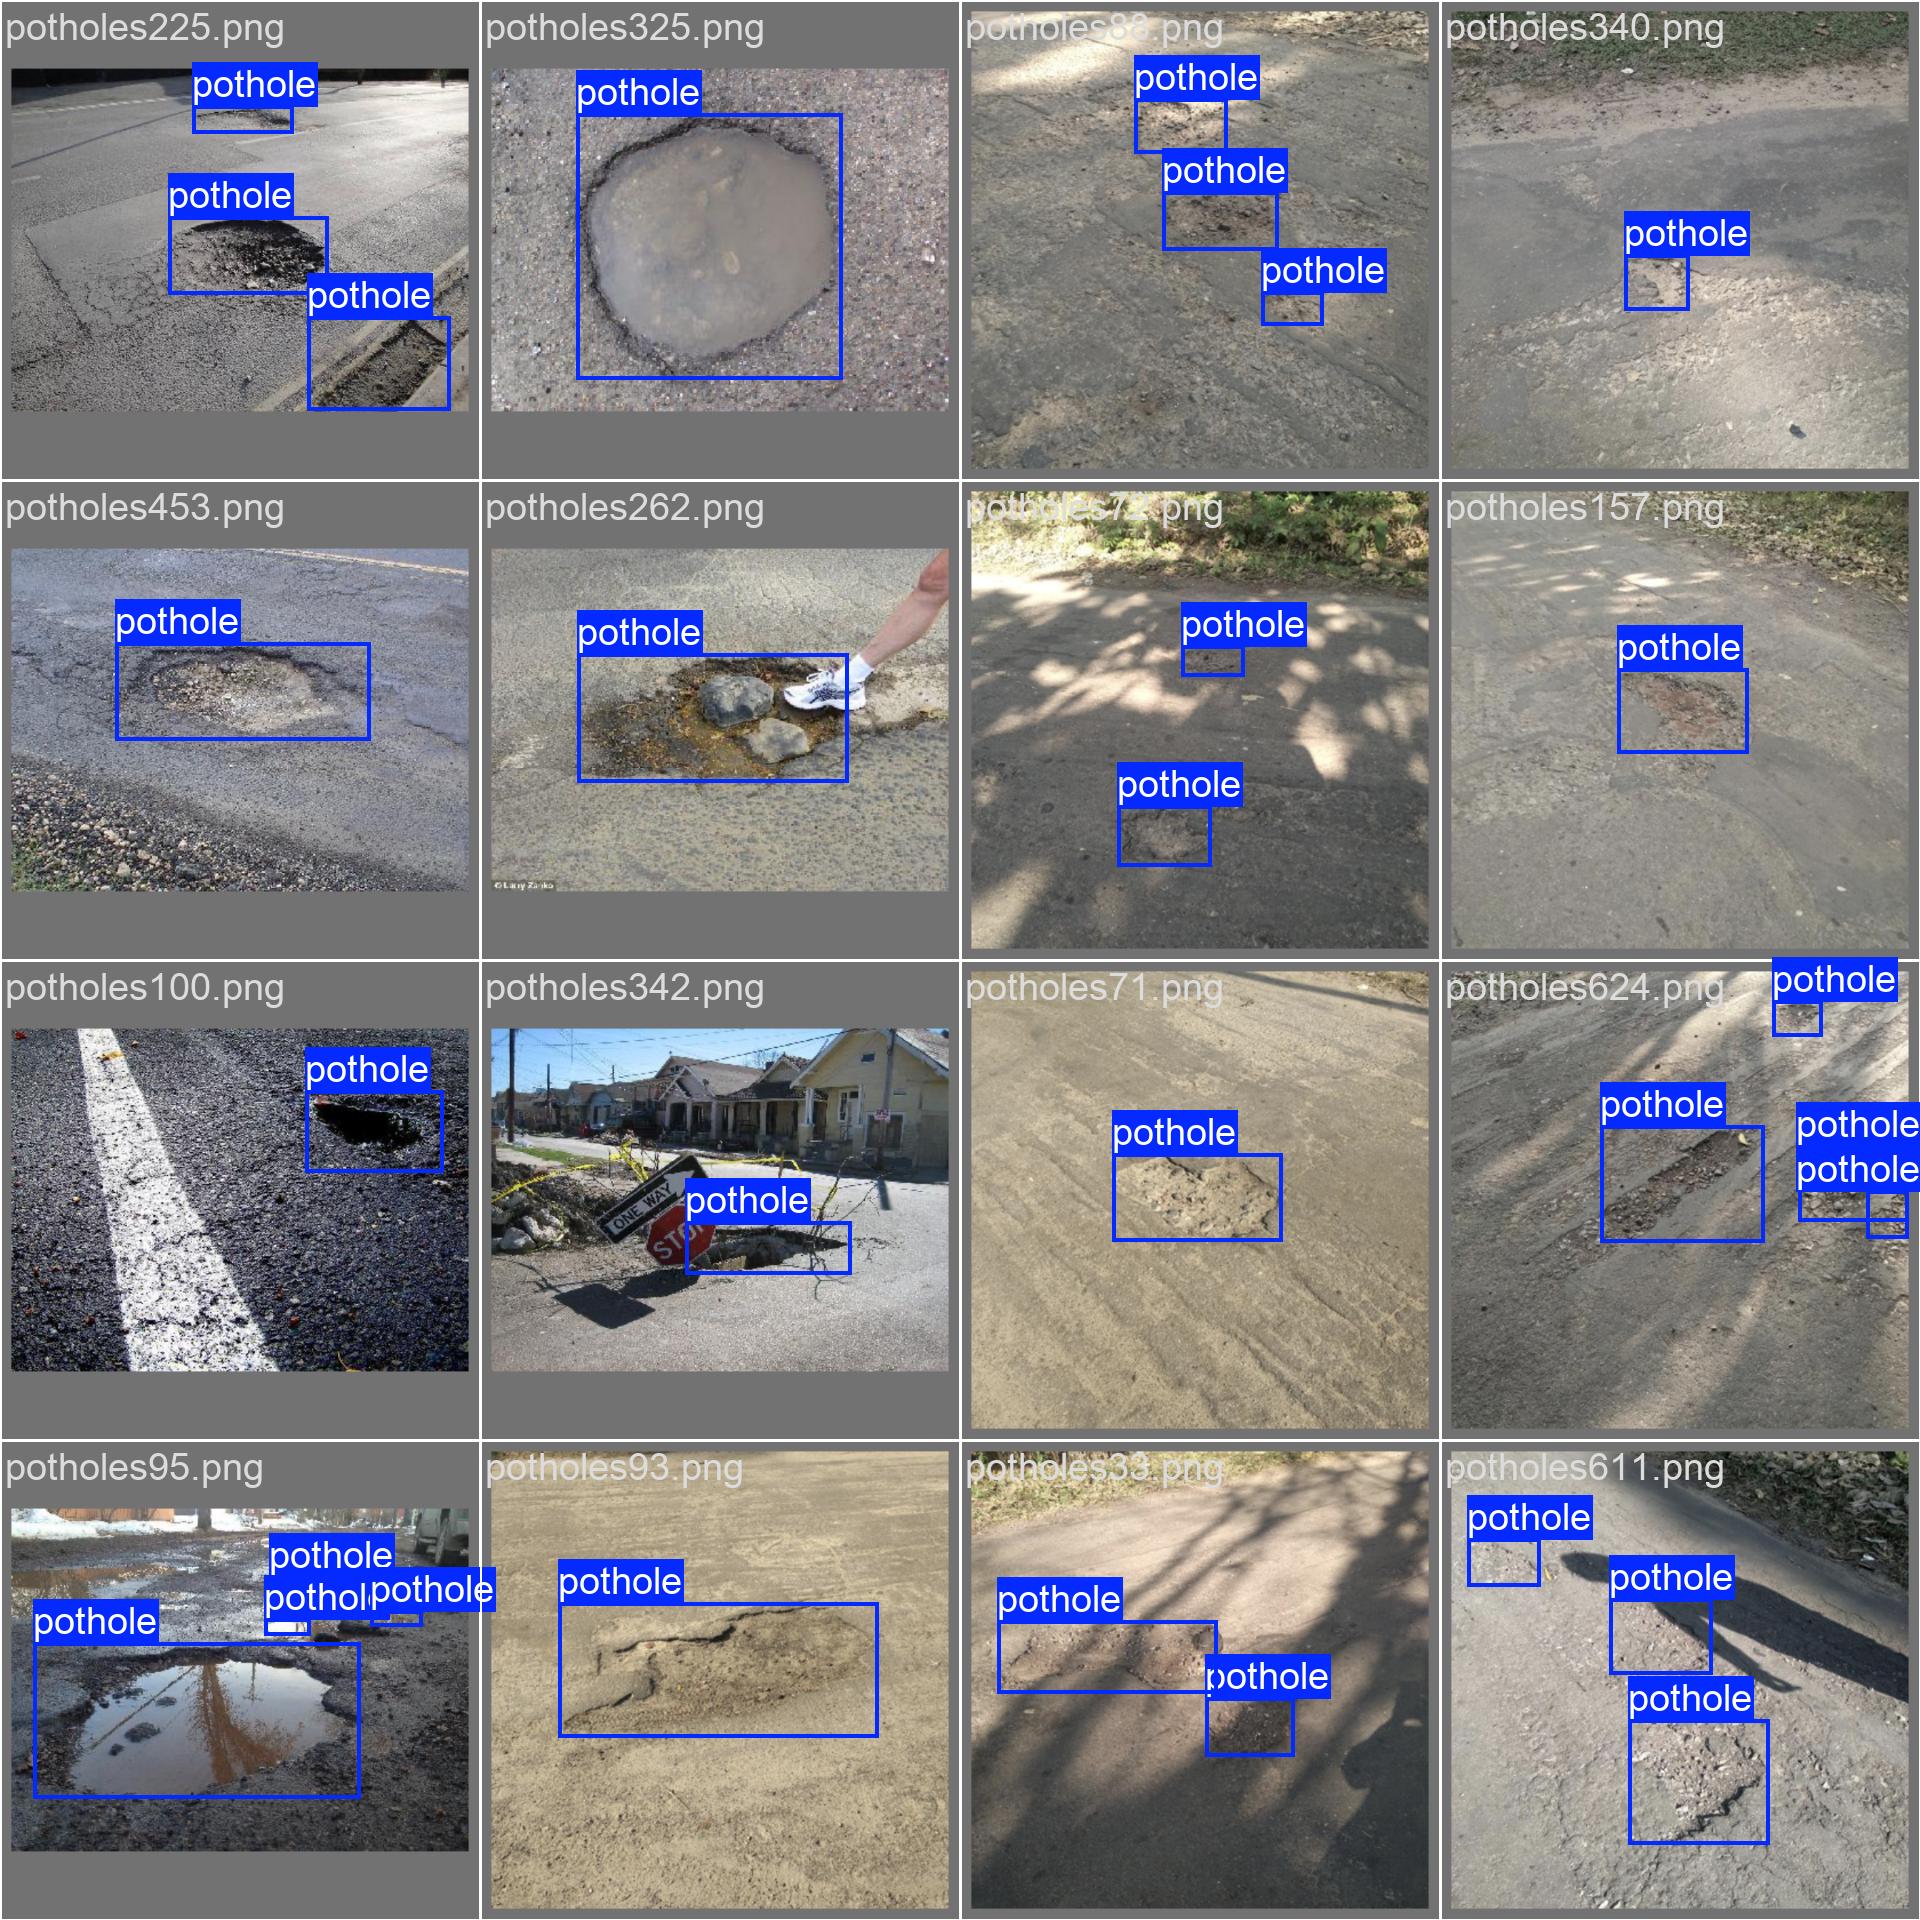 potholes225.png
pothole
pothole
pothole
potholes325.png
pothole
potholes88.png
pothole
pothole
pothole
potholes340.png
pothole
potholes453.png
pothole
potholes262.png
pothole
© Larry Zanko
potholes72.png
pothole
pothole
potholes157.png
pothole
potholes100.png
pothole
potholes342.png
ONE WAY
STOP
pothole
potholes71.png
pothole
potholes624.png
pothole
pothole
pothole
pothole
potholes95.png
pothole
pothole
pothole
pothole
potholes93.png
pothole
potholes33.png
pothole
pothole
potholes611.png
pothole
pothole
pothole